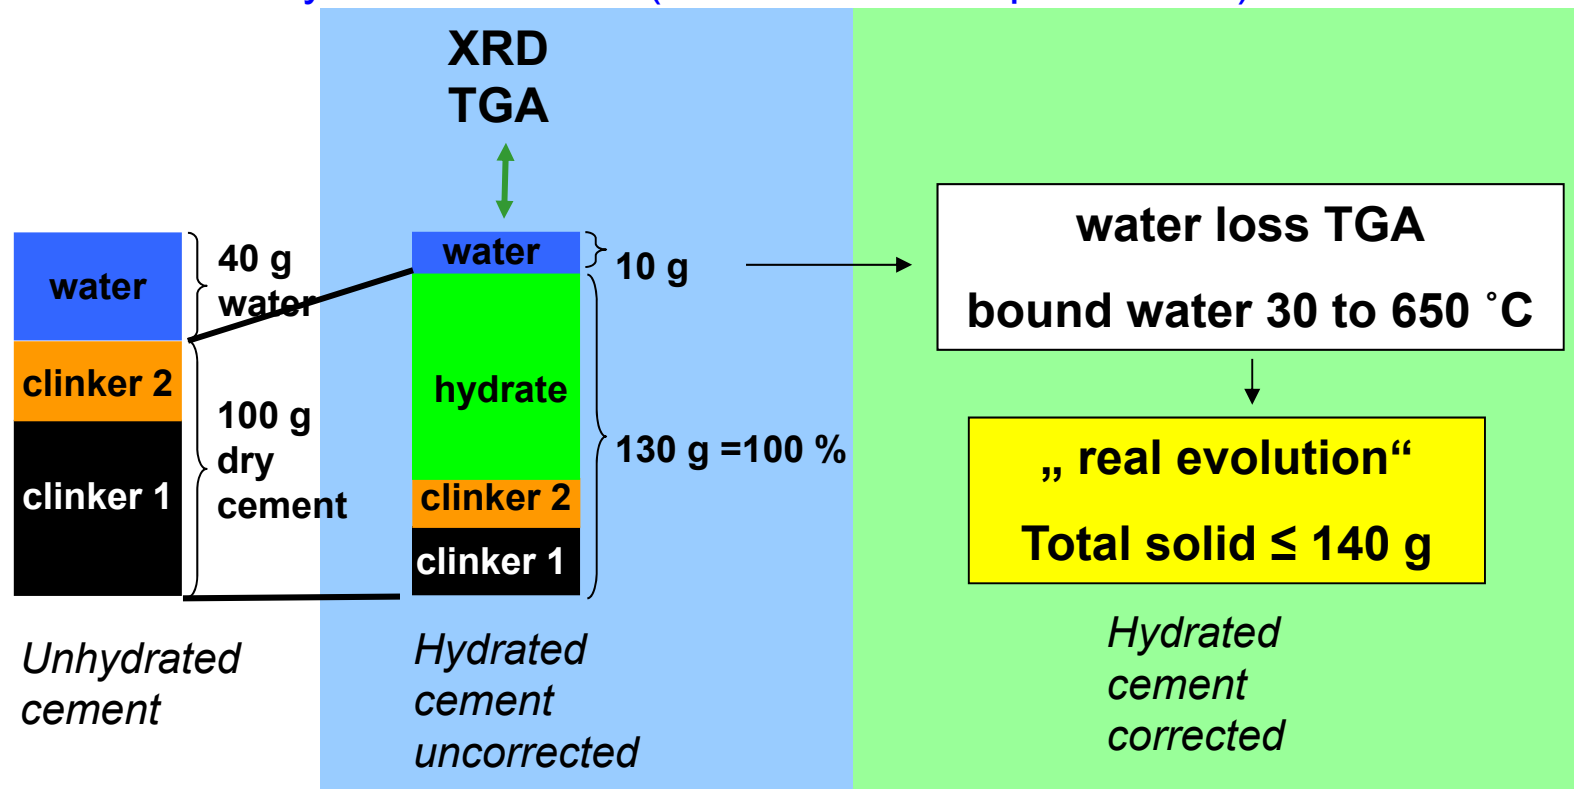 XRD
TGA
water
40 g
water
clinker 2
100 g
dry
cement
clinker 1
Unhydrated
cement
water
10 g
hydrate
130 g =100 %
clinker 2
clinker 1
Hydrated
cement
uncorrected
water loss TGA
bound water 30 to 650 ˚C
„ real evolution“
Total solid ≤ 140 g
Hydrated
cement
corrected